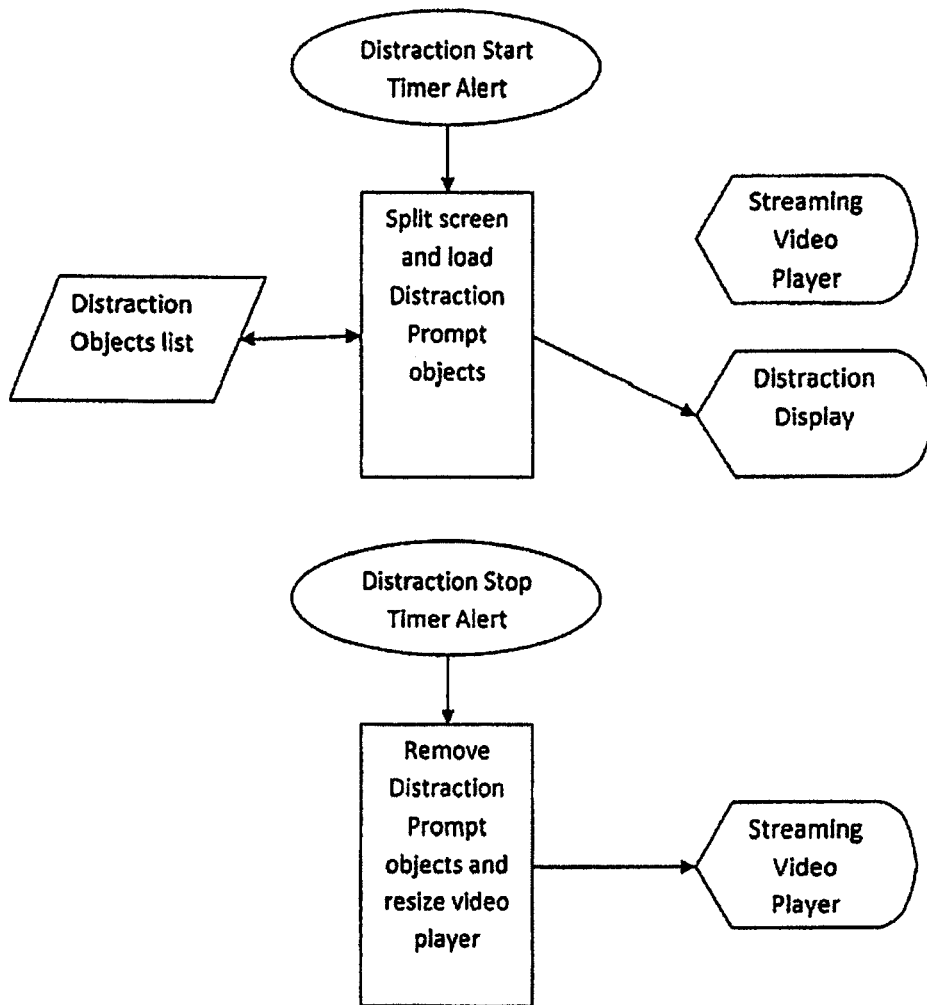 Distraction Start
Timer Alert
Split screen
and load
Distraction
Prompt
objects
Distraction
Objects list
Streaming
Video
Player
Distraction
Display
Distraction Stop
Timer Alert
Remove
Distraction
Prompt
objects and
resize video
player
Streaming
Video
Player